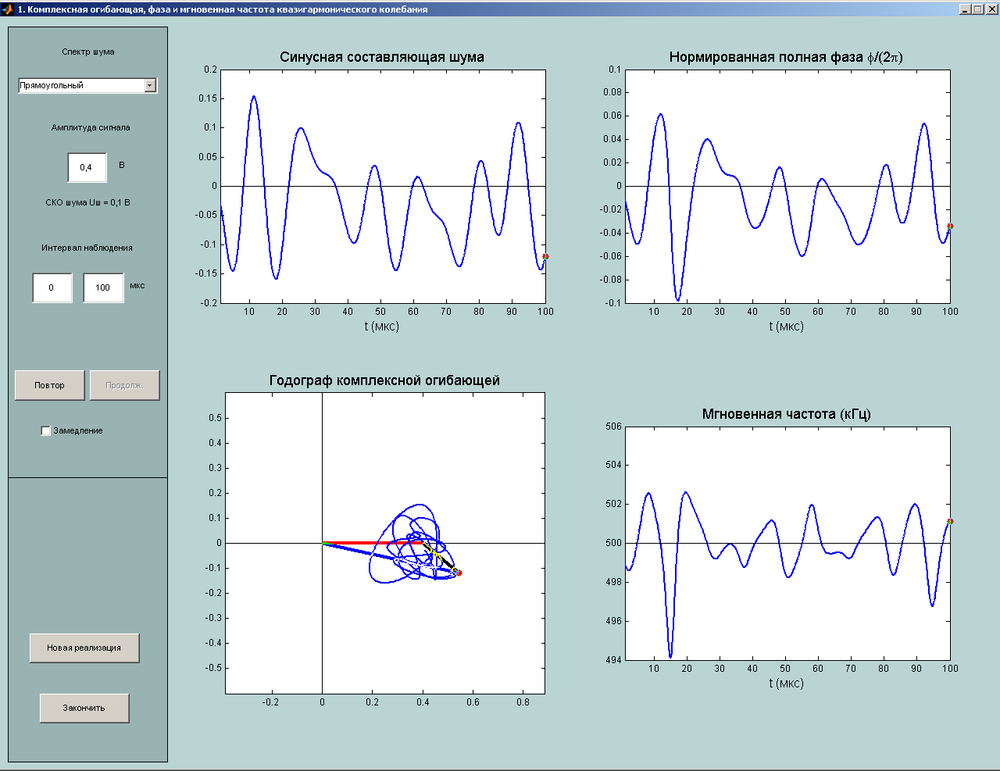 1. Комплексная огибающая, фаза и мгновенная частота квазигармонического колебания
Спектр шума
Прямоугольный
Амплитуда сигнала
0,4
В
СКО шума Uш = 0,1 В
Интервал наблюдения
0
100
мкс
Повтор
Продолж.
Замедление
Новая реализация
Закончить
Синусная составляющая шума
0.2
0.15
0.1
0.05
0
-0.05
-0.1
-0.15
-0.2
10 20 30 40 50 60 70 80 90 100
t (мкс)
Нормированная полная фаза ϕ/(2π)
0.1
0.08
0.06
0.04
0.02
0
-0.02
-0.04
-0.06
-0.08
-0.1
10 20 30 40 50 60 70 80 90 100
t (мкс)
Годограф комплексной огибающей
0.5
0.4
0.3
0.2
0.1
0
-0.1
-0.2
-0.3
-0.4
-0.5
-0.2 0 0.2 0.4 0.6 0.8
Мгновенная частота (кГц)
506
504
502
500
498
496
494
10 20 30 40 50 60 70 80 90 100
t (мкс)